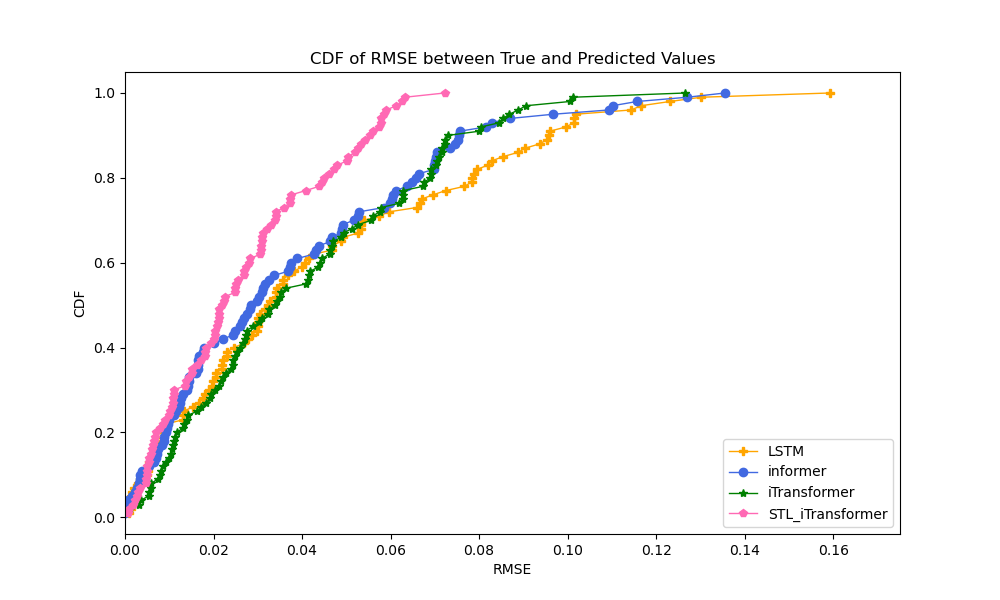 CDF of RMSE between True and Predicted Values
CDF
1.0
0.8
0.6
0.4
0.2
0.0
0.00 0.02 0.04 0.06 0.08 0.10 0.12 0.14 0.16
RMSE
LSTM
informer
iTransformer
STL_iTransformer